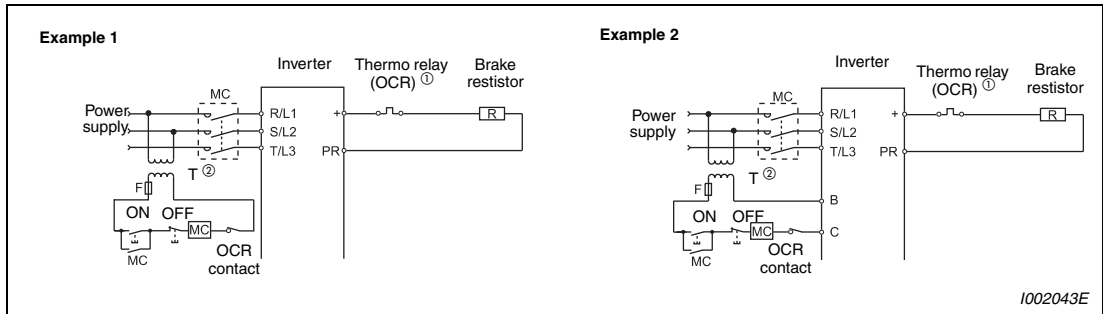 Example 1
Inverter
Thermo relay
(OCR) ①
Brake
restistor
MC
Power
supply
R/L1
S/L2
T/L3
+
PR
R
T ②
F
ON
OFF
MC
MC
OCR
contact
Example 2
Inverter
Thermo relay
(OCR) ①
Brake
restistor
MC
Power
supply
R/L1
S/L2
T/L3
+
PR
R
T ②
F
B
ON
OFF
MC
C
MC
OCR
contact
I002043E